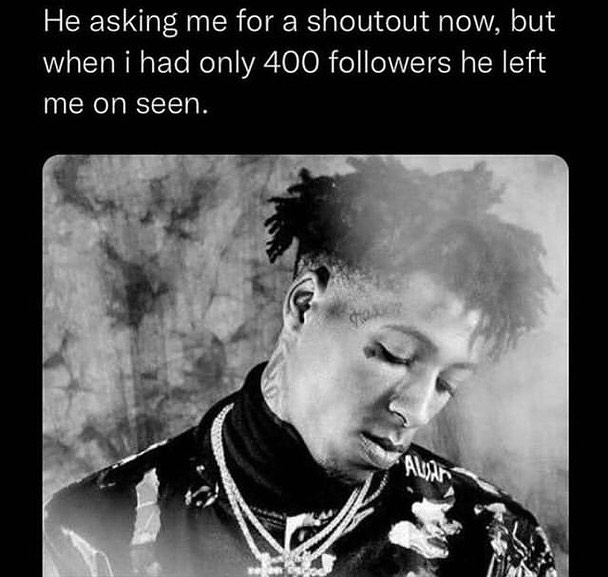 He asking me for a shoutout now, but
when i had only 400 followers he left
me on seen.